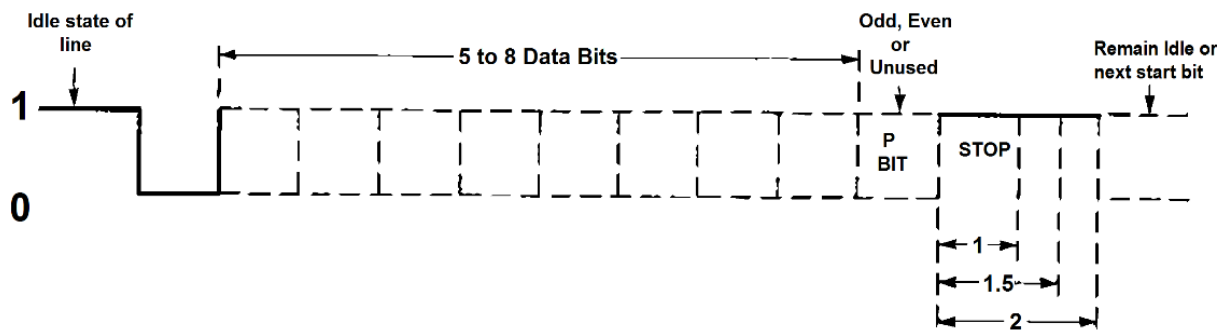 Idle state of
line
5 to 8 Data Bits
Odd, Even
or
Unused
Remain Idle or
next start bit
1
P
BIT
STOP
0
1
1.5
2